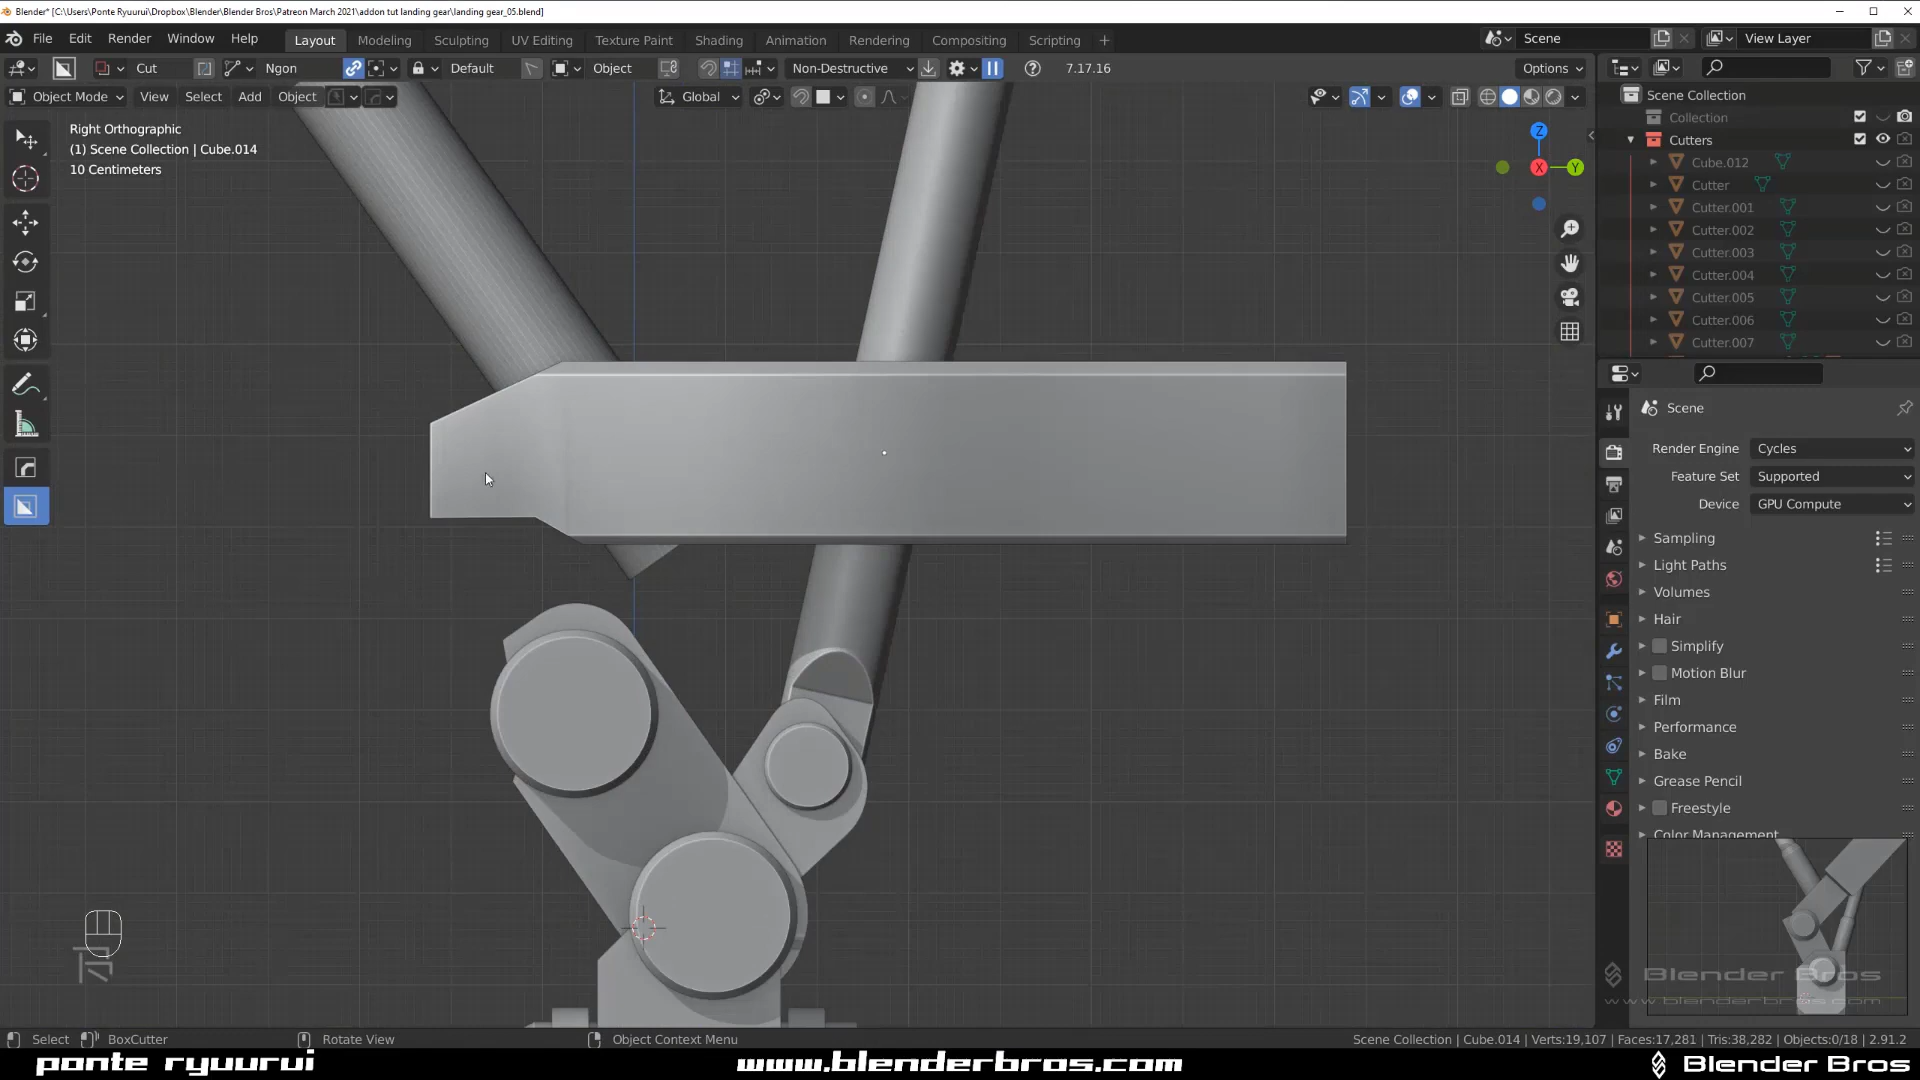 Blender* [C:\Users\Ponte Ryuurui\Dropbox\Blender\Blender Bros\Patreon March 2021\addon tut landing gear\landing gear_05.blend]
File Edit Render Window Help Layout Modeling Sculpting UV Editing Texture Paint Shading Animation Rendering Compositing Scripting + Scene View Layer
Cut Ngon Default Object Non-Destructive 7.17.16 Options
Object Mode View Select Add Object Global
Right Orthographic
(1) Scene Collection | Cube.014
10 Centimeters
Z
X
Y
Scene Collection
Collection
Cutters
Cube.012
Cutter
Cutter.001
Cutter.002
Cutter.003
Cutter.004
Cutter.005
Cutter.006
Cutter.007
Scene
Render Engine Cycles
Feature Set Supported
Device GPU Compute
Sampling
Light Paths
Volumes
Hair
Simplify
Motion Blur
Film
Performance
Bake
Grease Pencil
Freestyle
Color Management
Blender Bros
www.blenderbros.com
Select BoxCutter Rotate View Object Context Menu Scene Collection | Cube.014 | Verts:19,107 | Faces:17,281 | Tris:38,282 | Objects:0/18 | 2.91.2
ponte ryuurui www.blenderbros.com Blender Bros